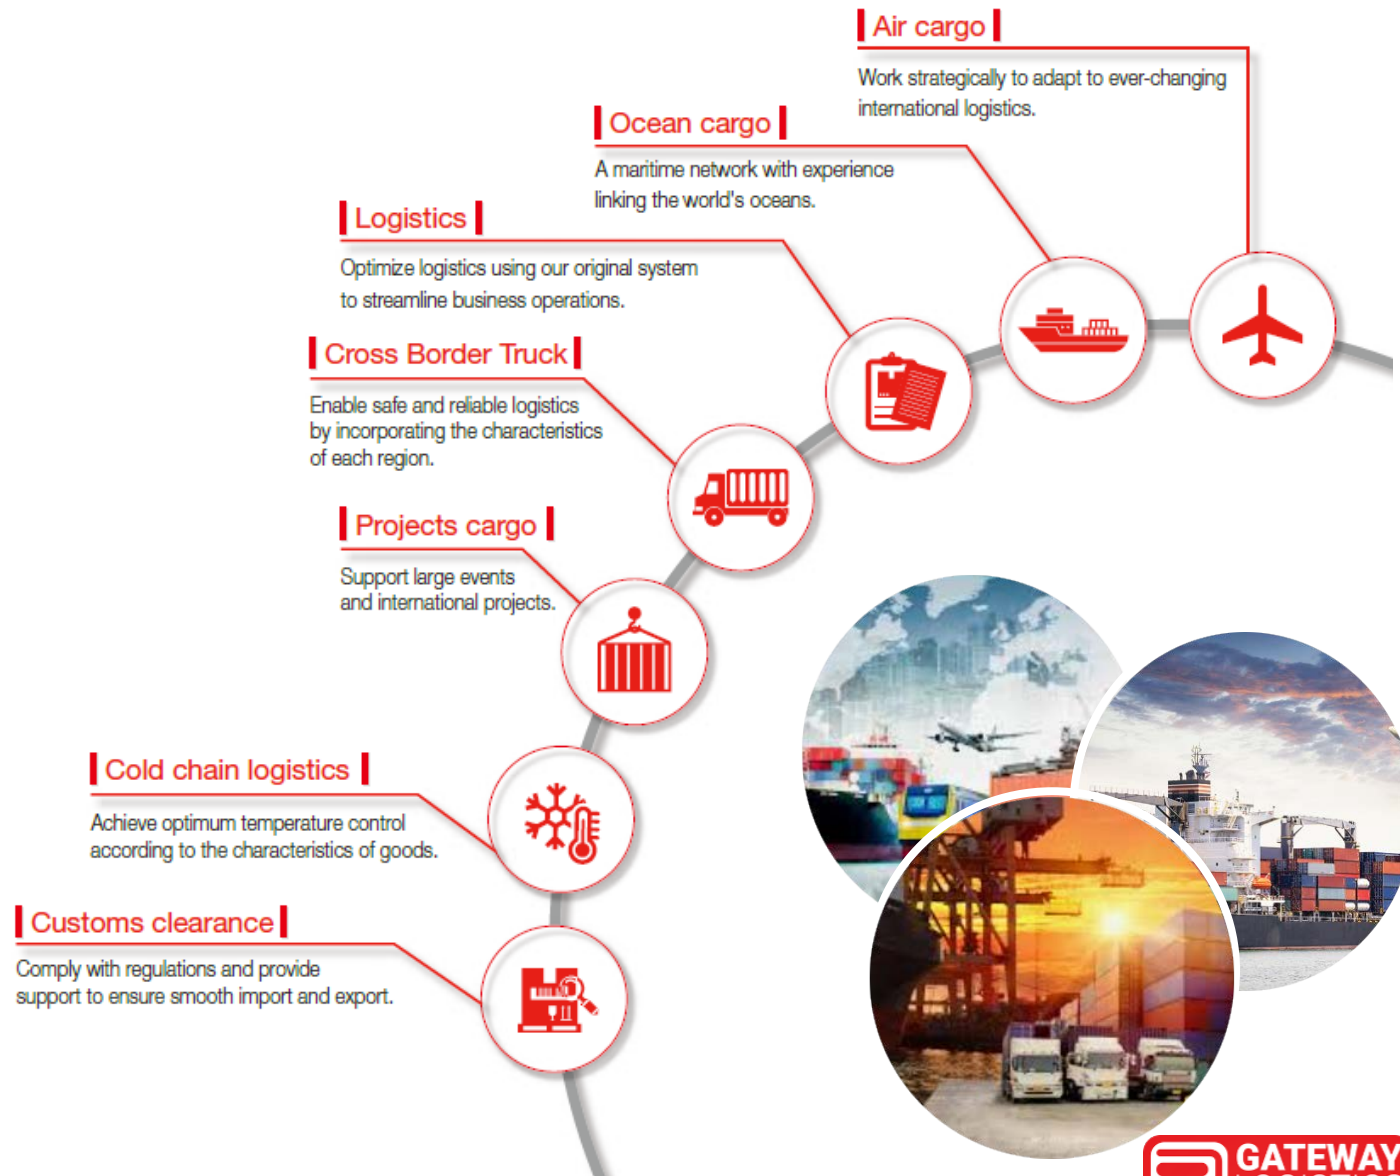 Air cargo
Work strategically to adapt to ever-changing
international logistics.
Ocean cargo
A maritime network with experience
linking the world's oceans.
Logistics
Optimize logistics using our original system
to streamline business operations.
Cross Border Truck
Enable safe and reliable logistics
by incorporating the characteristics
of each region.
Projects cargo
Support large events
and international projects.
Cold chain logistics
Achieve optimum temperature control
according to the characteristics of goods.
Customs clearance
Comply with regulations and provide
support to ensure smooth import and export.
GATEWAY